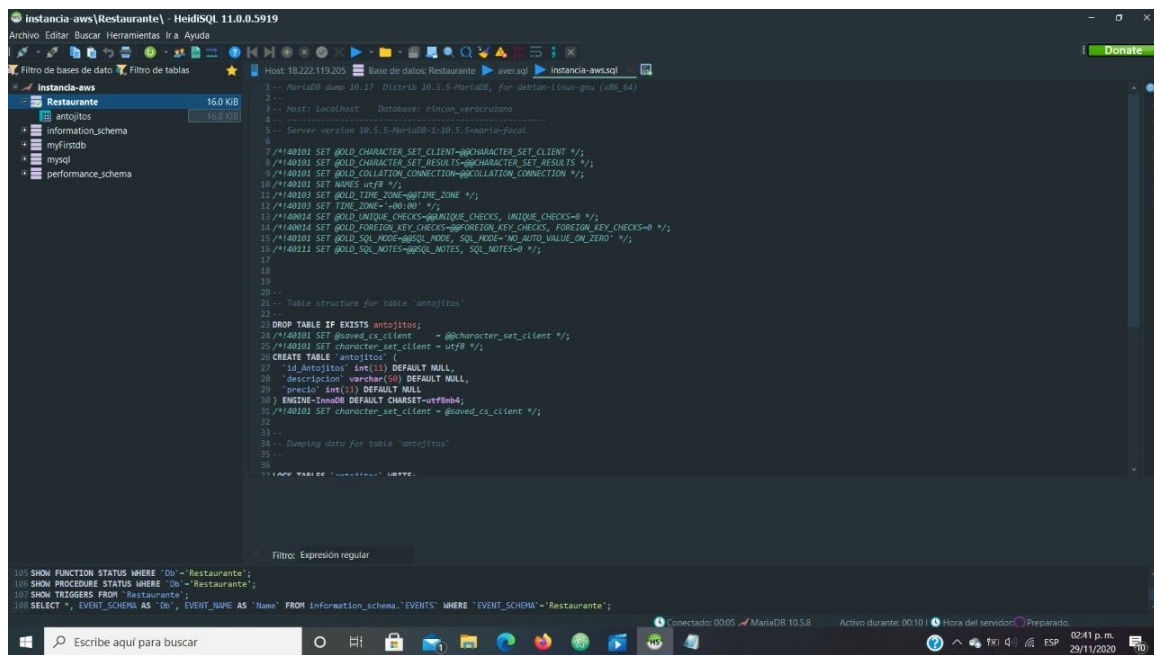 instancia-aws\Restaurante\ - HeidiSQL 11.0.0.5919
Archivo Editar Buscar Herramientas Ir a Ayuda
Donate
Filtro de bases de dato Filtro de tablas
Host: 18.222.119.205 Base de datos: Restaurante aver.sql instancia-aws.sql
instancia-aws
Restaurante 16.0 KiB
antojitos 16.0 KiB
information_schema
myFirstdb
mysql
performance_schema
1 -- MariaDB dump 10.17 Distrib 10.5.5-MariaDB, for debian-linux-gnu (x86_64)
2 --
3 -- Host: localhost Database: rincon_veracruzano
4 -- ------------------------------------------------------
5 -- Server version 10.5.5-MariaDB-1:10.5.5+maria~focal
6
7 /*!40101 SET @OLD_CHARACTER_SET_CLIENT=@@CHARACTER_SET_CLIENT */;
8 /*!40101 SET @OLD_CHARACTER_SET_RESULTS=@@CHARACTER_SET_RESULTS */;
9 /*!40101 SET @OLD_COLLATION_CONNECTION=@@COLLATION_CONNECTION */;
10 /*!40101 SET NAMES utf8 */;
11 /*!40103 SET @OLD_TIME_ZONE=@@TIME_ZONE */;
12 /*!40103 SET TIME_ZONE='+00:00' */;
13 /*!40014 SET @OLD_UNIQUE_CHECKS=@@UNIQUE_CHECKS, UNIQUE_CHECKS=0 */;
14 /*!40014 SET @OLD_FOREIGN_KEY_CHECKS=@@FOREIGN_KEY_CHECKS, FOREIGN_KEY_CHECKS=0 */;
15 /*!40101 SET @OLD_SQL_MODE=@@SQL_MODE, SQL_MODE='NO_AUTO_VALUE_ON_ZERO' */;
16 /*!40111 SET @OLD_SQL_NOTES=@@SQL_NOTES, SQL_NOTES=0 */;
17
18
19
20 --
21 -- Table structure for table `antojitos`
22 --
23 DROP TABLE IF EXISTS antojitos;
24 /*!40101 SET @saved_cs_client = @@character_set_client */;
25 /*!40101 SET character_set_client = utf8 */;
26 CREATE TABLE `antojitos` (
27 `id_Antojitos` int(11) DEFAULT NULL,
28 `descripcion` varchar(50) DEFAULT NULL,
29 `precio` int(11) DEFAULT NULL
30 ) ENGINE=InnoDB DEFAULT CHARSET=utf8mb4;
31 /*!40101 SET character_set_client = @saved_cs_client */;
32
33 --
34 -- Dumping data for table `antojitos`
35 --
36
37 LOCK TABLES `antojitos` WRITE;
Filtro: Expresión regular
105 SHOW FUNCTION STATUS WHERE `Db`='Restaurante';
106 SHOW PROCEDURE STATUS WHERE `Db`='Restaurante';
107 SHOW TRIGGERS FROM `Restaurante`;
108 SELECT *, EVENT_SCHEMA AS `Db`, EVENT_NAME AS `Name` FROM information_schema.`EVENTS` WHERE `EVENT_SCHEMA`='Restaurante';
Conectado: 00:05 MariaDB 10.5.8 Activo durante: 00:10 Hora del servidor: Preparado.
Escribe aquí para buscar
ESP
02:41 p. m.
29/11/2020
10